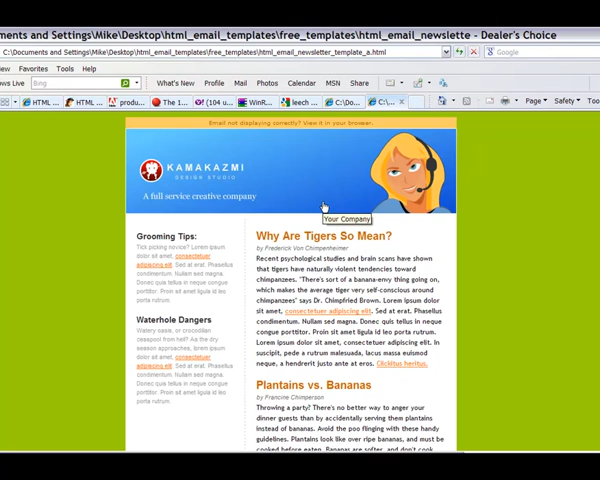 ments and Settings\Mike\Desktop\html_email_templates\free_templates\html_email_newslette - Dealer's Choice
C:\Documents and Settings\Mike\Desktop\html_email_templates\free_templates\html_email_newsletter_template_a.html
Google
Favorites Tools Help
ws Live Bing What's New Profile Mail Photos Calendar MSN Share
HTML ... HTML ... produ... The 1... (104 u... WinR... leech ... C:\Do... C:\... Page Safety Too
Email not displaying correctly? View it in your browser.
KAMAKAZMI
DESIGN STUDIO
A full service creative company
Your Company
Grooming Tips:
Tick picking novice? Lorem ipsum
dolor sit amet, consectetuer
adipiscing elit. Sed at erat. Phasellus
condimentum. Nullam sed magna.
Donec quis tellus in neque congue
porttitor. Proin sit amet ligula id leo
porta rutrum.
Waterhole Dangers
Watery oasis, or crocodilian
cesspool from hell? As the dry
season approaches, lorem ipsum
dolor sit amet, consectetuer
adipiscing elit. Sed at erat. Phasellus
condimentum. Nullam sed magna.
Donec quis tellus in neque congue
porttitor. Proin sit amet ligula id leo
porta rutrum.
Why Are Tigers So Mean?
by Frederick Von Chimpenheimer
Recent psychological studies and brain scans have shown
that tigers have naturally violent tendencies toward
chimpanzees. "There's sort of a banana-envy thing going on,
which makes the average tiger very self-conscious around
chimpanzees" says Dr. Chimpfried Brown. Lorem ipsum dolor
sit amet, consectetuer adipiscing elit. Sed at erat. Phasellus
condimentum. Nullam sed magna. Donec quis tellus in neque
congue porttitor. Proin sit amet ligula id leo porta rutrum.
Lorem ipsum dolor sit amet, consectetuer adipiscing elit. In
suscipit, pede a rutrum malesuada, lacus massa euismod
neque, a hendrerit justo ante at eros. Clickitus heritus.
Plantains vs. Bananas
by Francine Chimperson
Throwing a party? There's no better way to anger your
dinner guests than by accidentally serving them plantains
instead of bananas. Avoid the poo flinging with these handy
guidelines. Plantains look like over ripe bananas, and must be
cooked before eaten. Bananas are softer, and don't cook